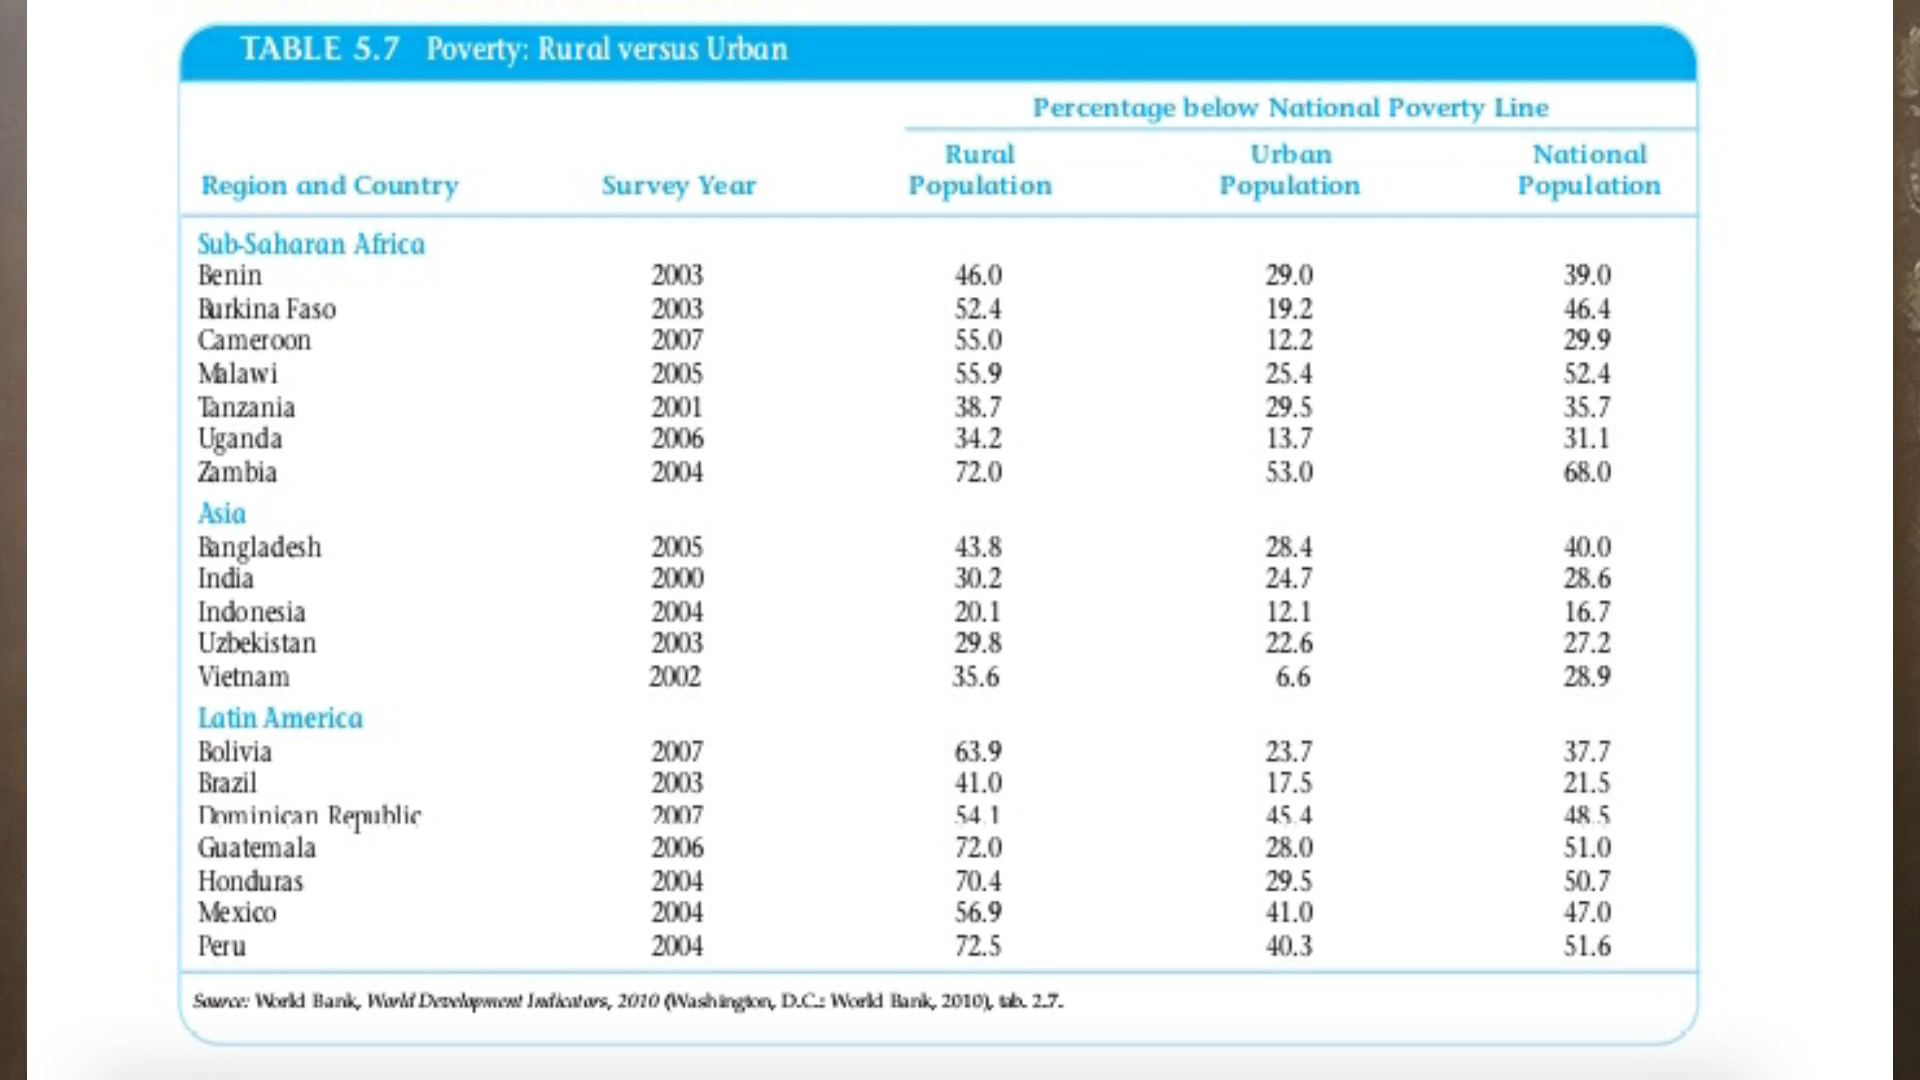 TABLE 5.7 Poverty: Rural versus Urban
Percentage below National Poverty Line
Region and Country Survey Year Rural Population Urban Population National Population
Sub-Saharan Africa
Benin 2003 46.0 29.0 39.0
Burkina Faso 2003 52.4 19.2 46.4
Cameroon 2007 55.0 12.2 29.9
Malawi 2005 55.9 25.4 52.4
Tanzania 2001 38.7 29.5 35.7
Uganda 2006 34.2 13.7 31.1
Zambia 2004 72.0 53.0 68.0
Asia
Bangladesh 2005 43.8 28.4 40.0
India 2000 30.2 24.7 28.6
Indonesia 2004 20.1 12.1 16.7
Uzbekistan 2003 29.8 22.6 27.2
Vietnam 2002 35.6 6.6 28.9
Latin America
Bolivia 2007 63.9 23.7 37.7
Brazil 2003 41.0 17.5 21.5
Dominican Republic 2007 54.1 45.4 48.5
Guatemala 2006 72.0 28.0 51.0
Honduras 2004 70.4 29.5 50.7
Mexico 2004 56.9 41.0 47.0
Peru 2004 72.5 40.3 51.6
Source: World Bank, World Development Indicators, 2010 (Washington, D.C.: World Bank, 2010), tab. 2.7.